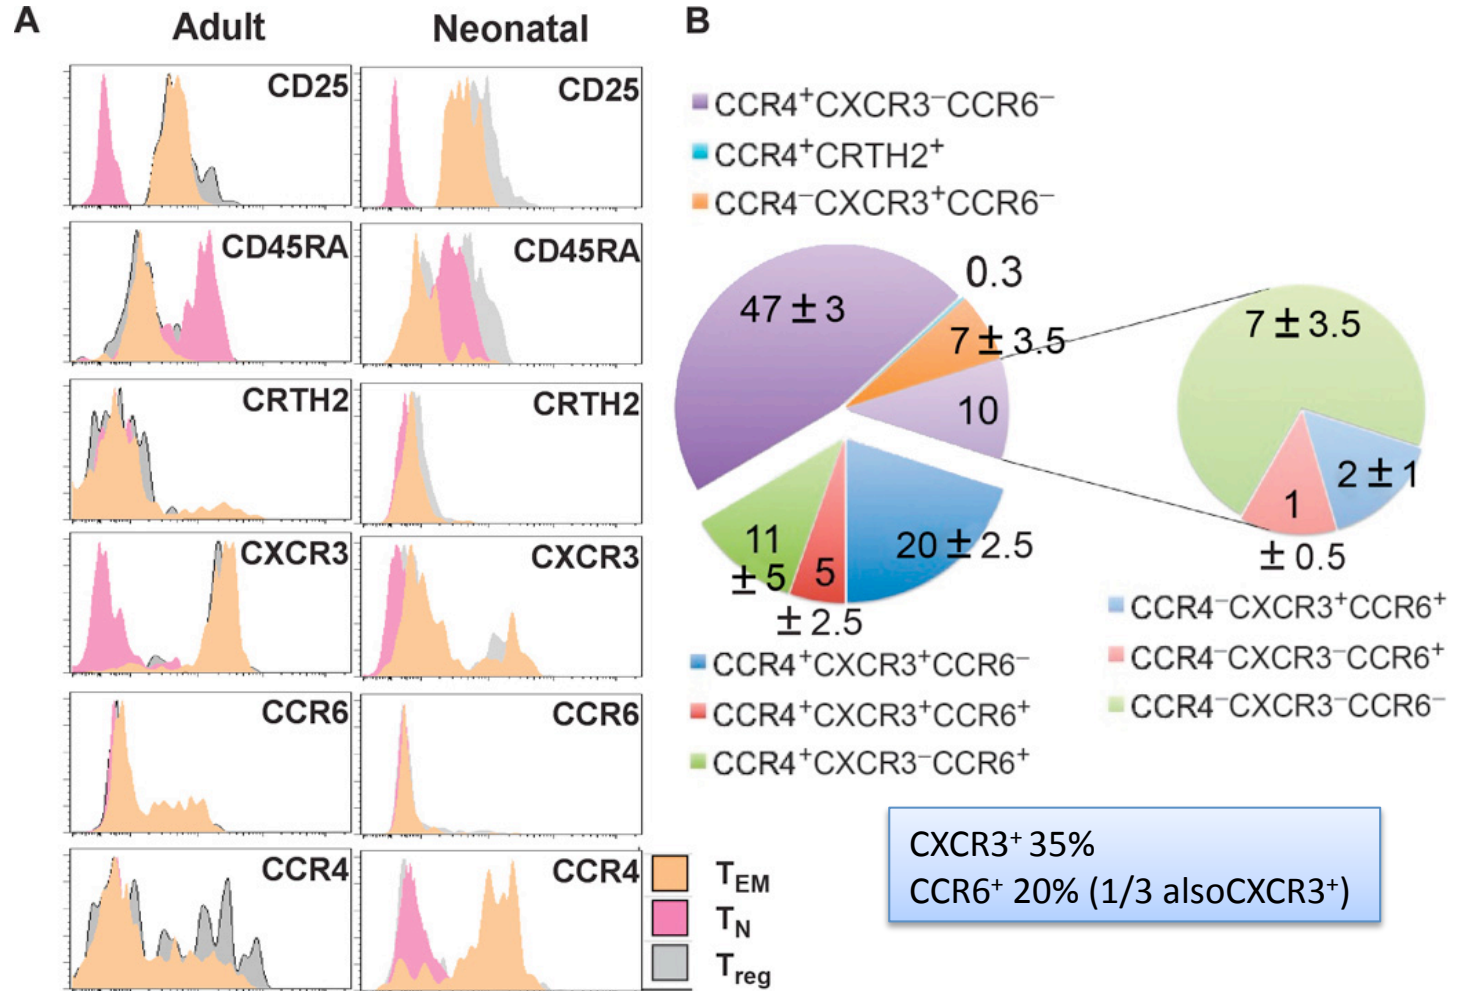 A
Adult
Neonatal
CD25
CD25
CD45RA
CD45RA
CRTH2
CRTH2
CXCR3
CXCR3
CCR6
CCR6
CCR4
CCR4
T_EM
T_N
T_reg
B
CCR4⁺CXCR3⁻CCR6⁻
CCR4⁺CRTH2⁺
CCR4⁻CXCR3⁺CCR6⁻
47 ± 3
0.3
7 ± 3.5
10
11
± 5
5
± 2.5
20 ± 2.5
7 ± 3.5
2 ± 1
1
± 0.5
CCR4⁺CXCR3⁺CCR6⁻
CCR4⁺CXCR3⁺CCR6⁺
CCR4⁺CXCR3⁻CCR6⁺
CCR4⁻CXCR3⁺CCR6⁺
CCR4⁻CXCR3⁻CCR6⁺
CCR4⁻CXCR3⁻CCR6⁻
CXCR3⁺ 35%
CCR6⁺ 20% (1/3 alsoCXCR3⁺)